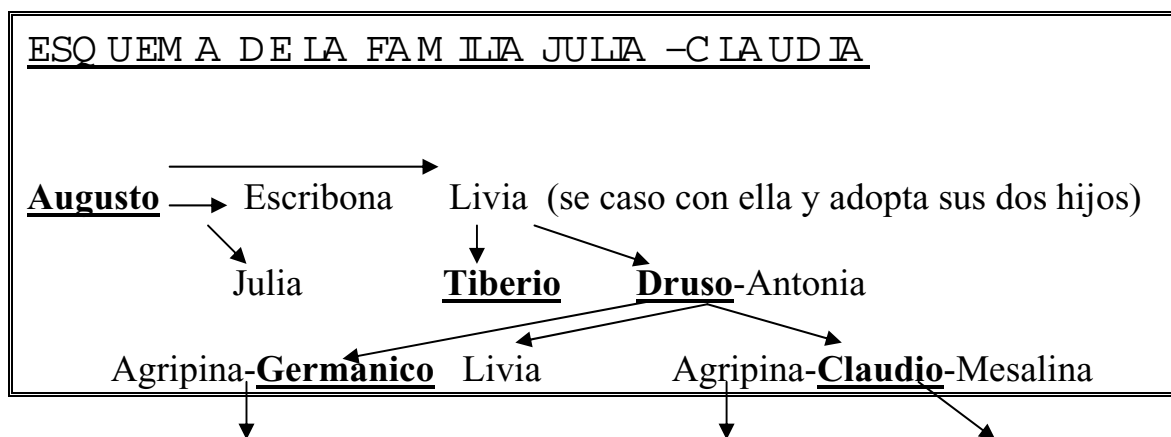 ESQUEMA DE LA FAMILIA JULIA –CLAUDIA
Augusto Escribona Livia (se caso con ella y adopta sus dos hijos)
Julia Tiberio Druso-Antonia
Agripina-Germanico Livia Agripina-Claudio-Mesalina